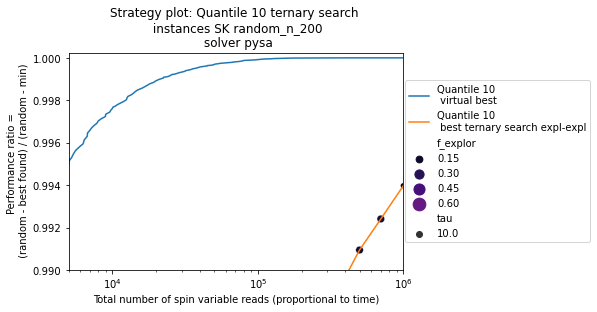 Strategy plot: Quantile 10 ternary search
instances SK random_n_200
solver pysa
Performance ratio =
(random - best found) / (random - min)
1.000
0.998
0.996
0.994
0.992
0.990
10^4
10^5
10^6
Total number of spin variable reads (proportional to time)
Quantile 10
virtual best
Quantile 10
best ternary search expl-expl
f_explor
0.15
0.30
0.45
0.60
tau
10.0